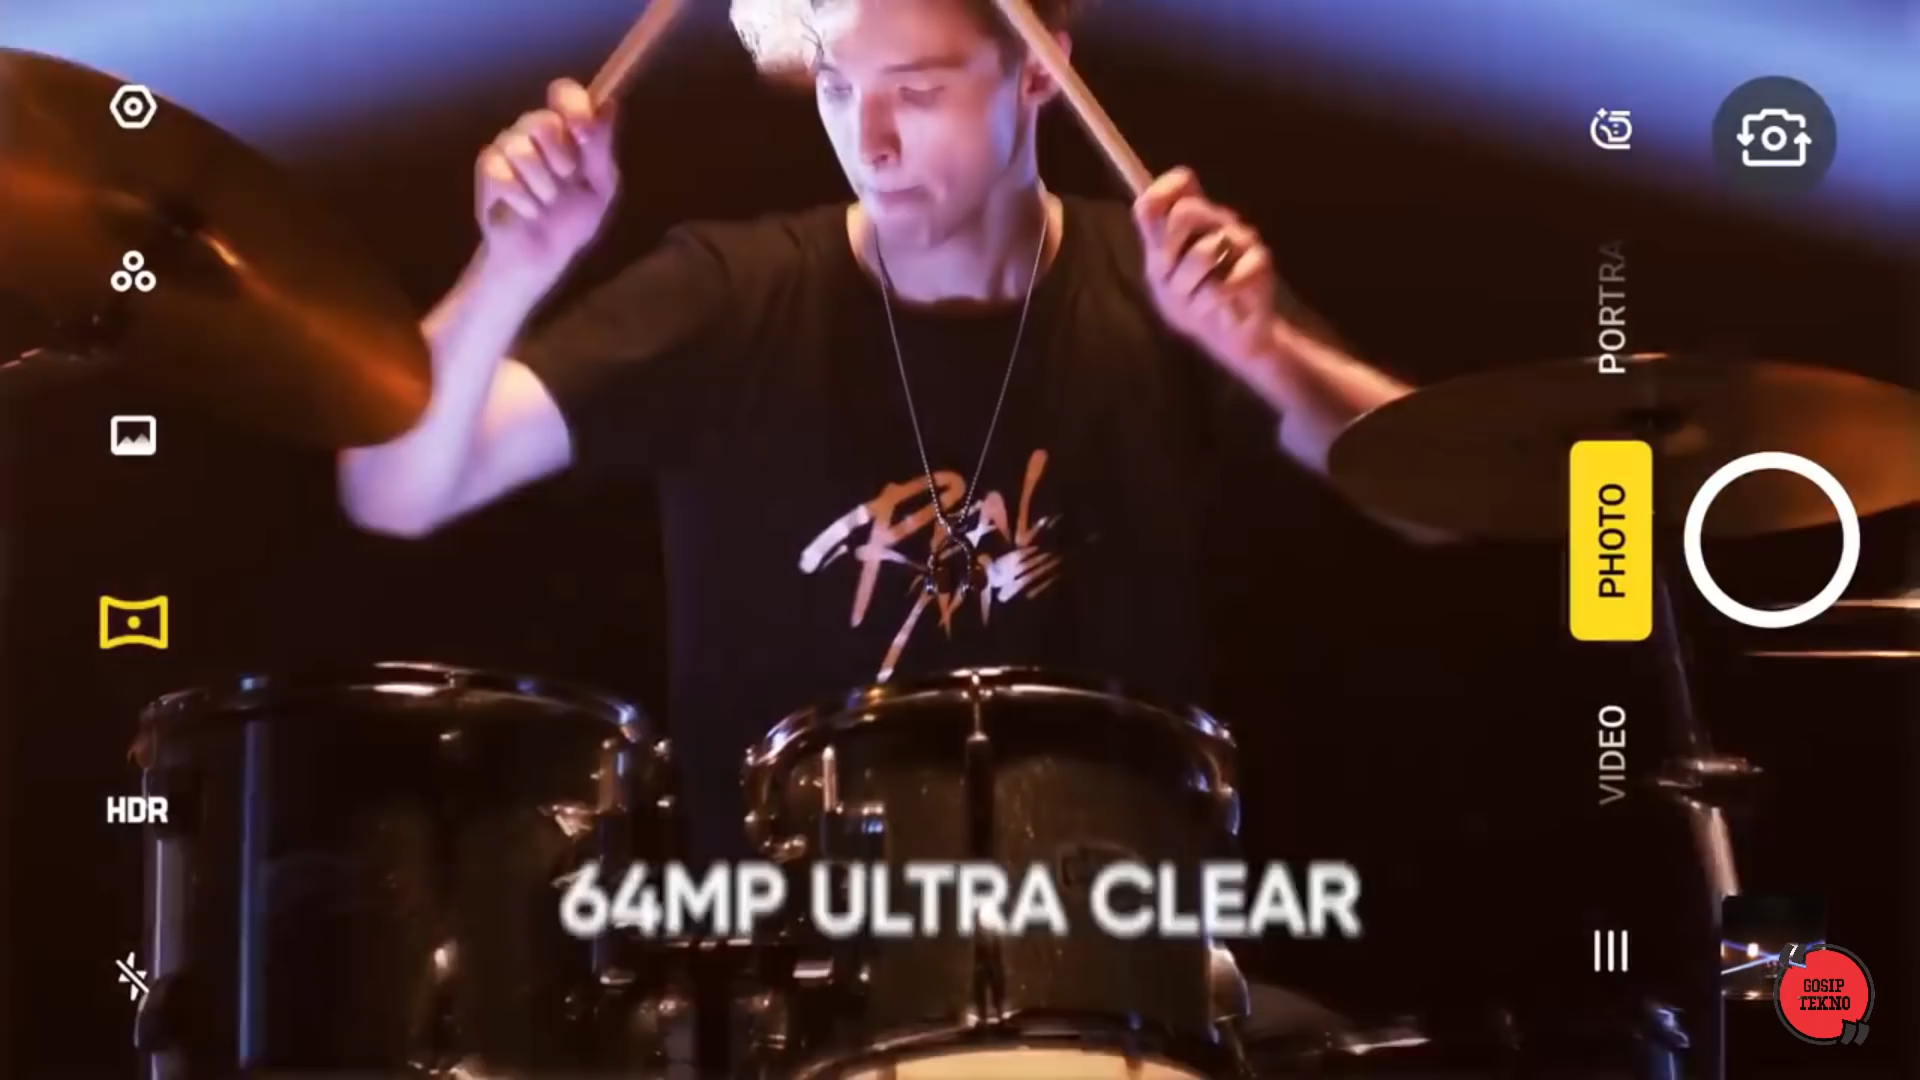 PORTRA
PHOTO
VIDEO
HDR
64MP ULTRA CLEAR
GOSIP
TEKNO